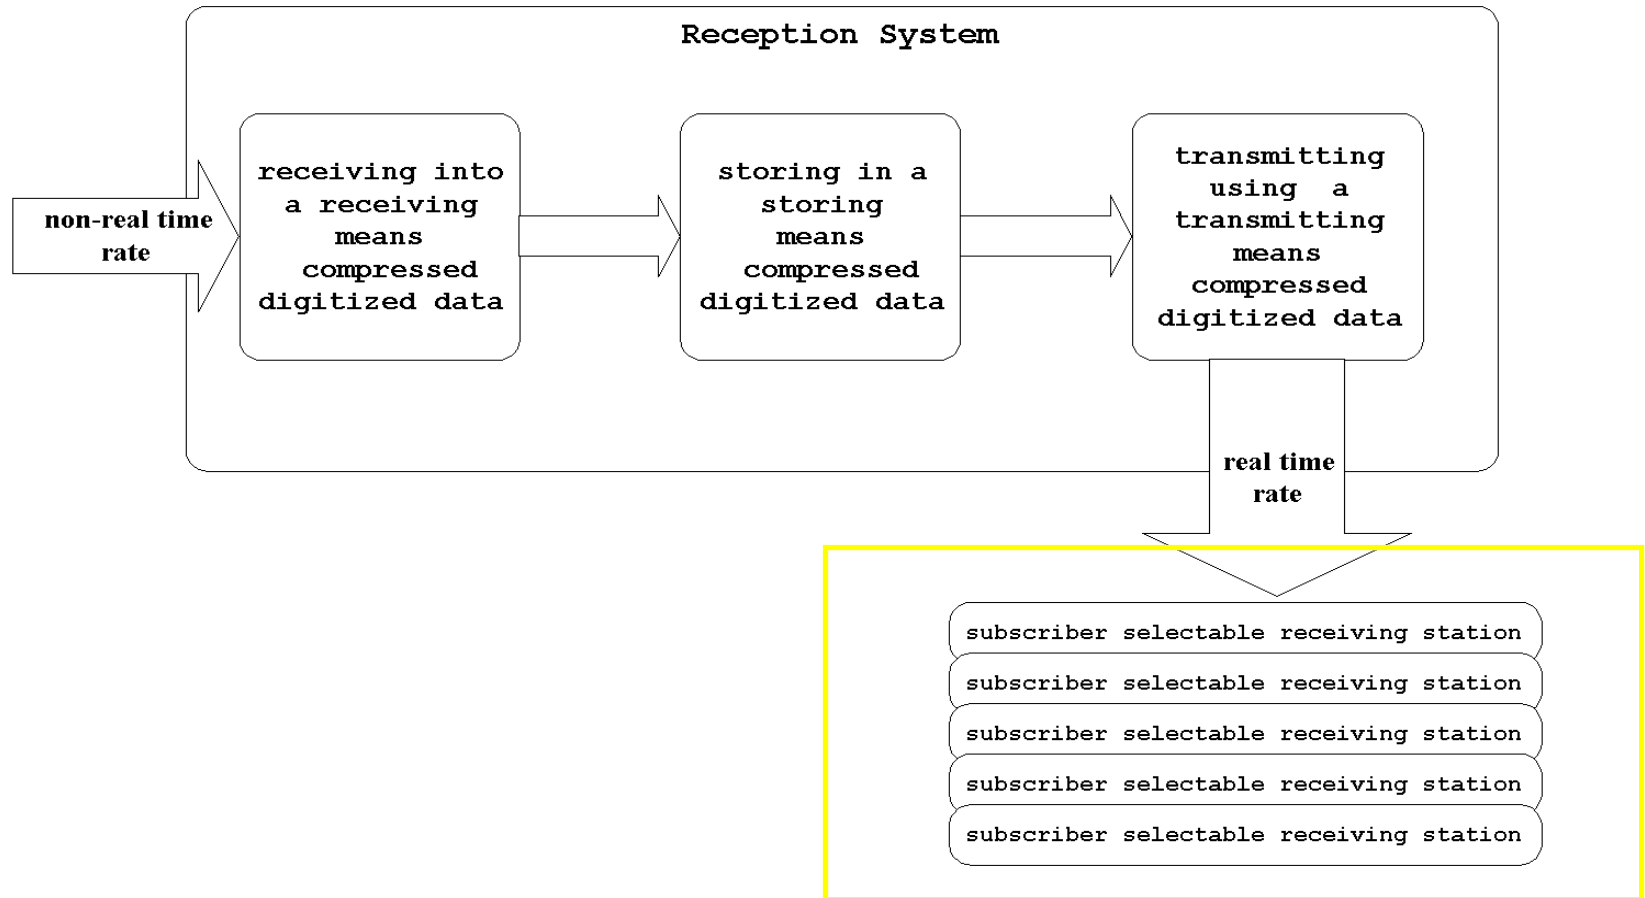 Reception System
non-real time
rate
receiving into
a receiving
means
compressed
digitized data
storing in a
storing
means
compressed
digitized data
transmitting
using a
transmitting
means
compressed
digitized data
real time
rate
subscriber selectable receiving station
subscriber selectable receiving station
subscriber selectable receiving station
subscriber selectable receiving station
subscriber selectable receiving station